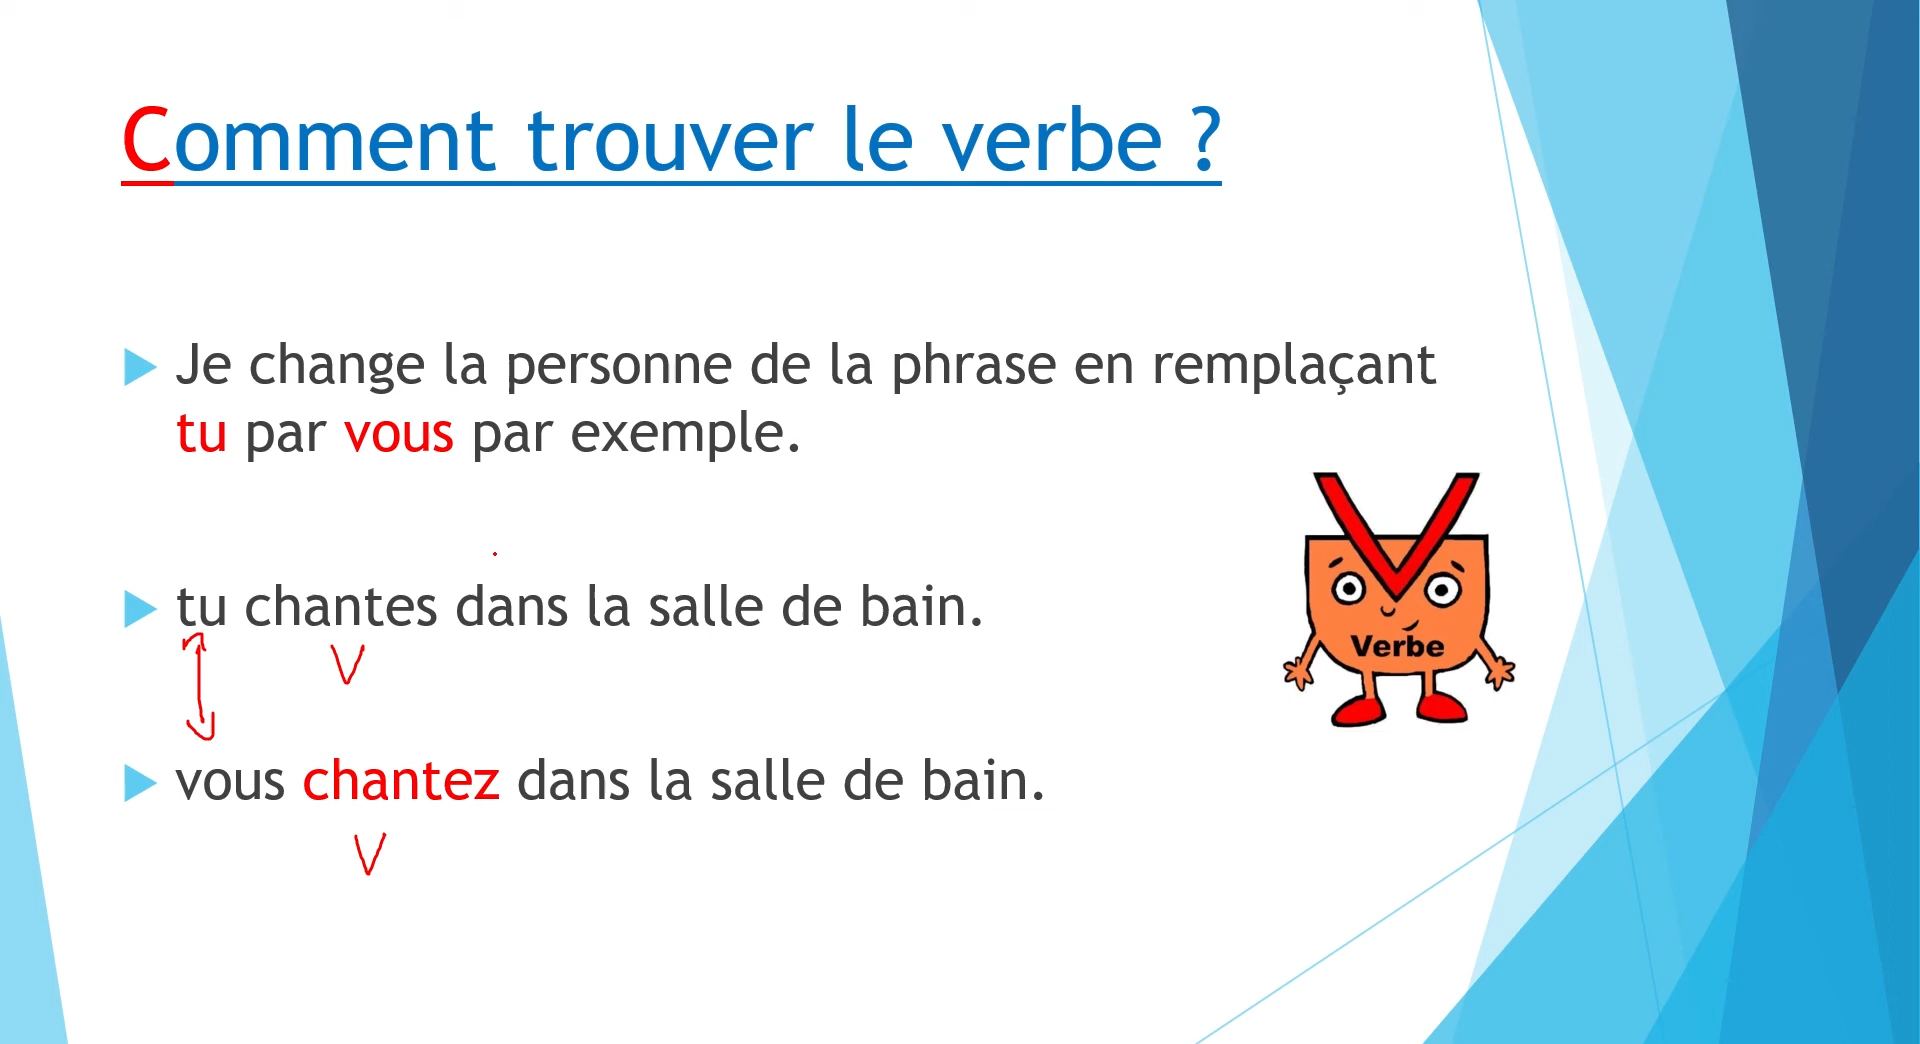 Comment trouver le verbe ?
Je change la personne de la phrase en remplaçant
tu par vous par exemple.
tu chantes dans la salle de bain.
V
vous chantez dans la salle de bain.
V
Verbe